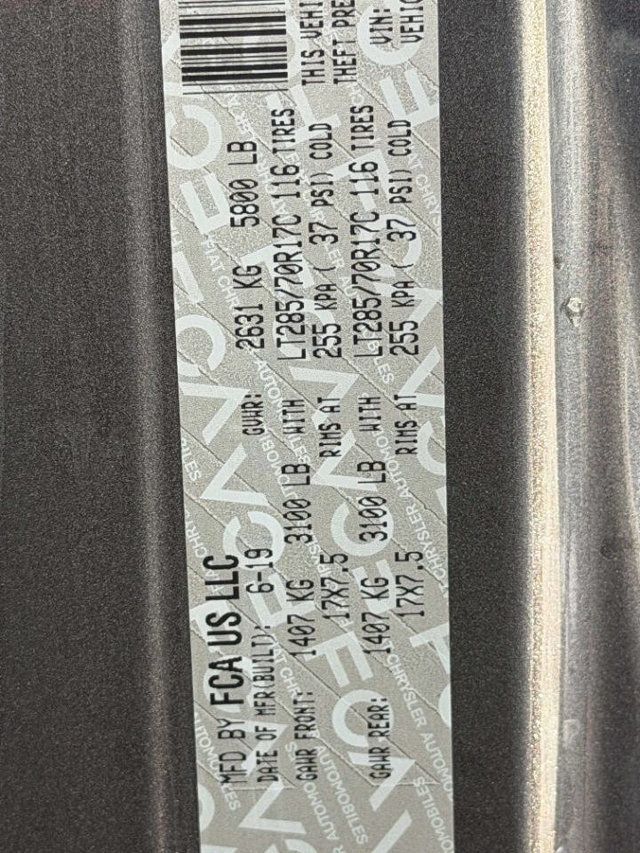 MFD BY FCA US LLC
DATE OF MFR(BUILT): 6-19 GVWR: 2631 KG 5800 LB
GAWR FRONT: 1407 KG 3100 LB WITH LT285/70R17C 116 TIRES
17X7.5 RIMS AT 255 KPA ( 37 PSI) COLD
GAWR REAR: 1407 KG 3100 LB WITH LT285/70R17C 116 TIRES
17X7.5 RIMS AT 255 KPA ( 37 PSI) COLD
THIS VEHI
THEFT PRE
VIN:
VEHIC
FIAT CHRYSLER AUTOMOBILES